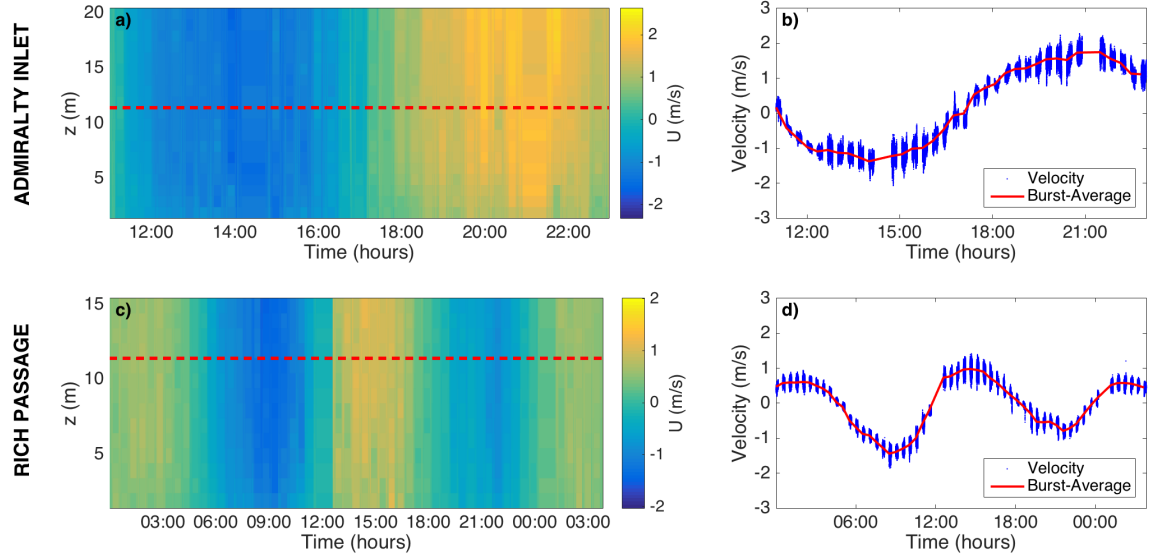 ADMIRALTY INLET
a)
20
15
10
5
z (m)
12:00 14:00 16:00 18:00 20:00 22:00
Time (hours)
2
1
0
-1
-2
U (m/s)
b)
3
2
1
0
-1
-2
-3
Velocity (m/s)
Velocity
Burst-Average
12:00 15:00 18:00 21:00
Time (hours)
RICH PASSAGE
c)
15
10
5
z (m)
03:00 06:00 09:00 12:00 15:00 18:00 21:00 00:00 03:00
Time (hours)
2
1
0
-1
-2
U (m/s)
d)
3
2
1
0
-1
-2
-3
Velocity (m/s)
Velocity
Burst-Average
06:00 12:00 18:00 00:00
Time (hours)